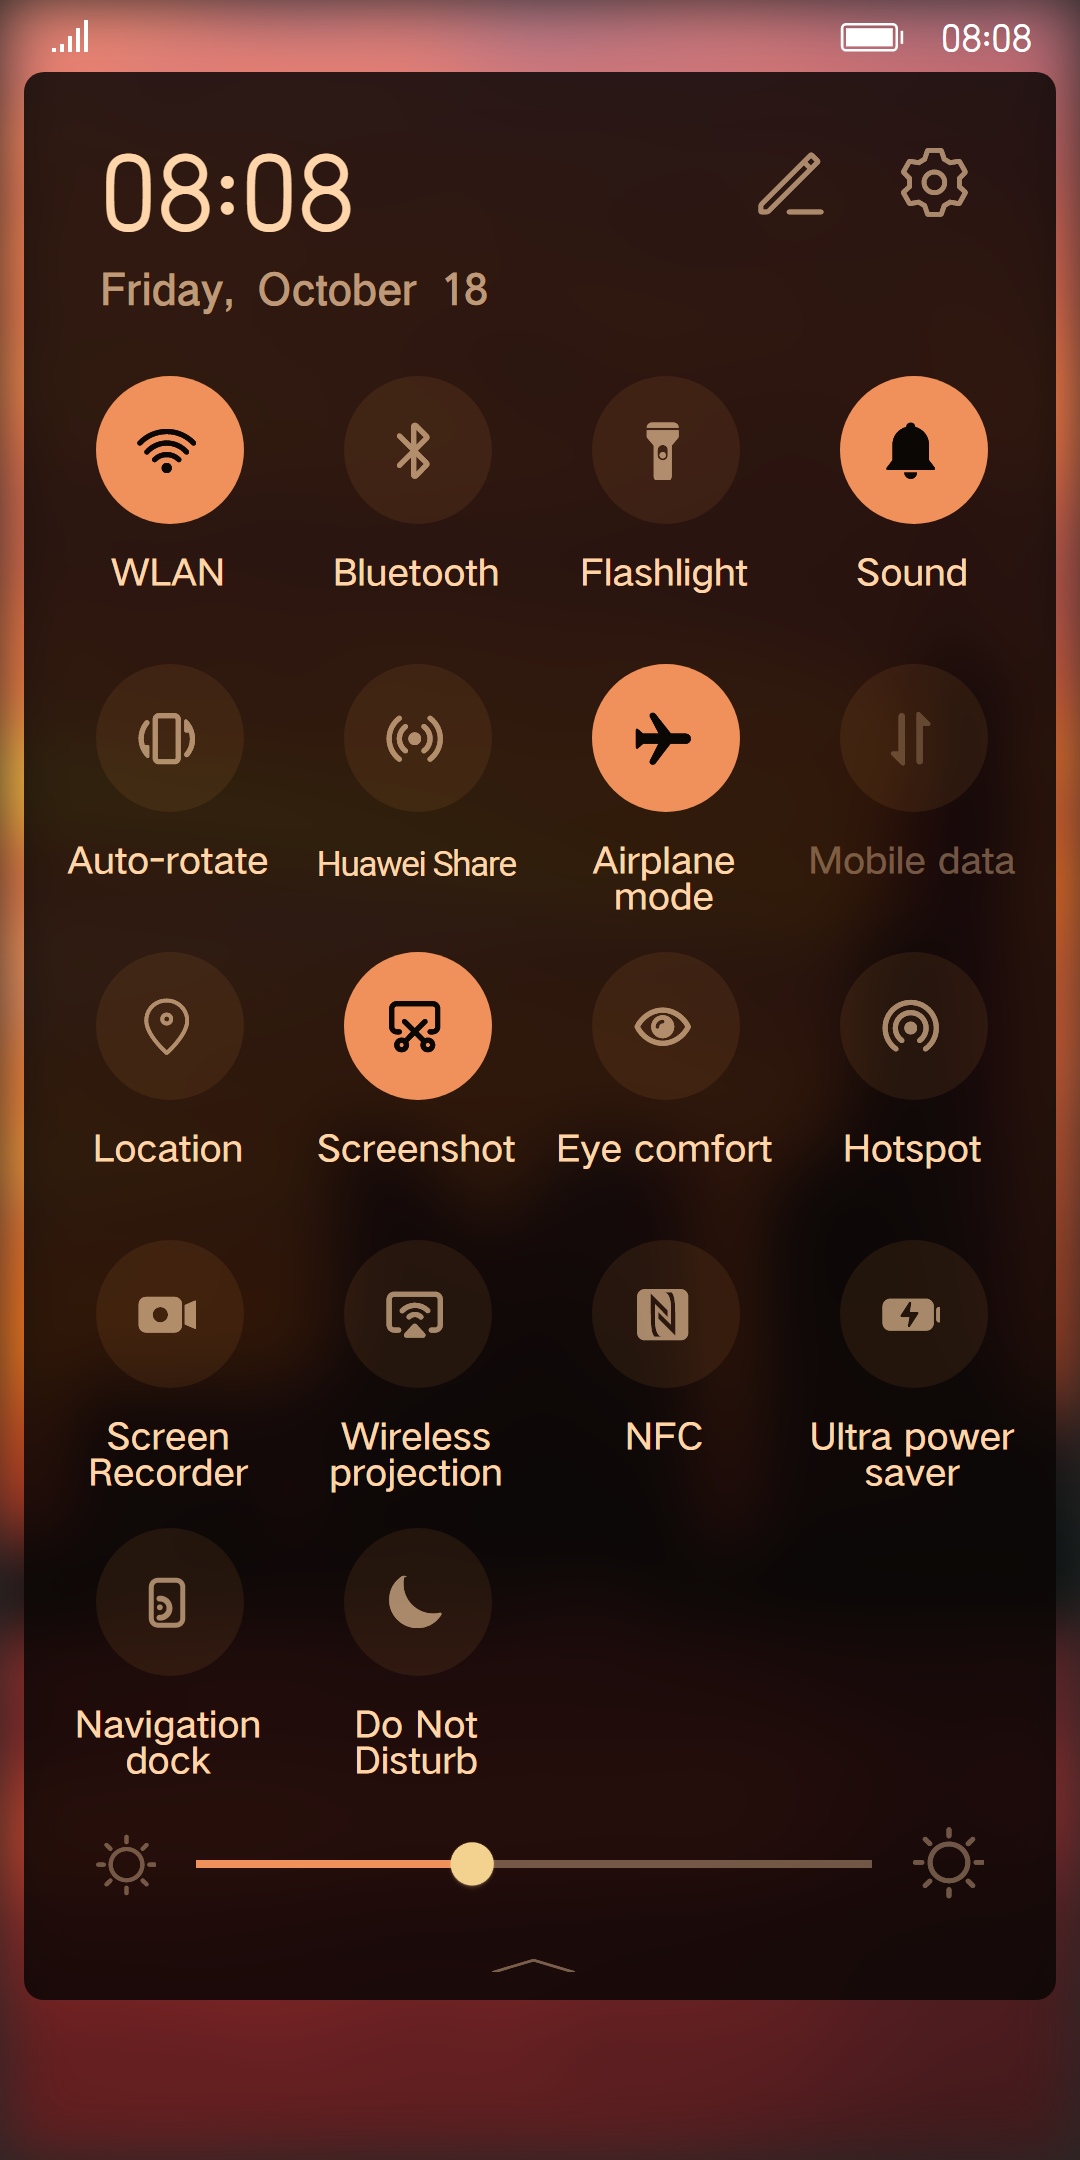 08:08
08:08
Friday, October 18
WLAN Bluetooth Flashlight Sound
Auto-rotate Huawei Share Airplane mode Mobile data
Location Screenshot Eye comfort Hotspot
Screen Recorder Wireless projection NFC Ultra power saver
Navigation dock Do Not Disturb